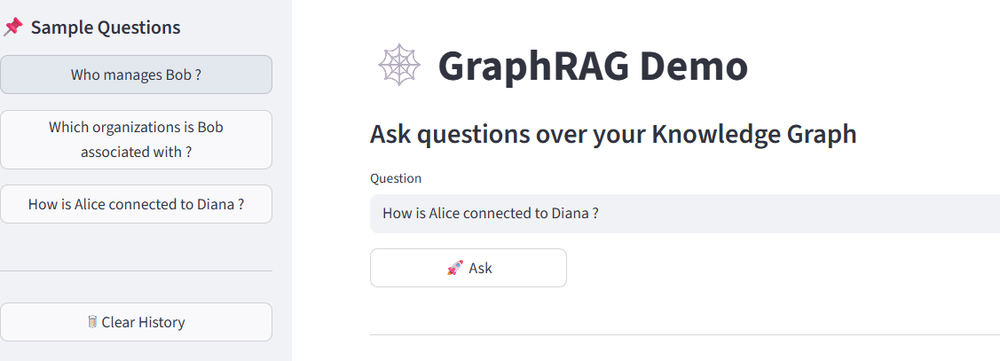 Sample Questions
Who manages Bob ?
Which organizations is Bob
associated with ?
How is Alice connected to Diana ?
Clear History
GraphRAG Demo
Ask questions over your Knowledge Graph
Question
How is Alice connected to Diana ?
Ask